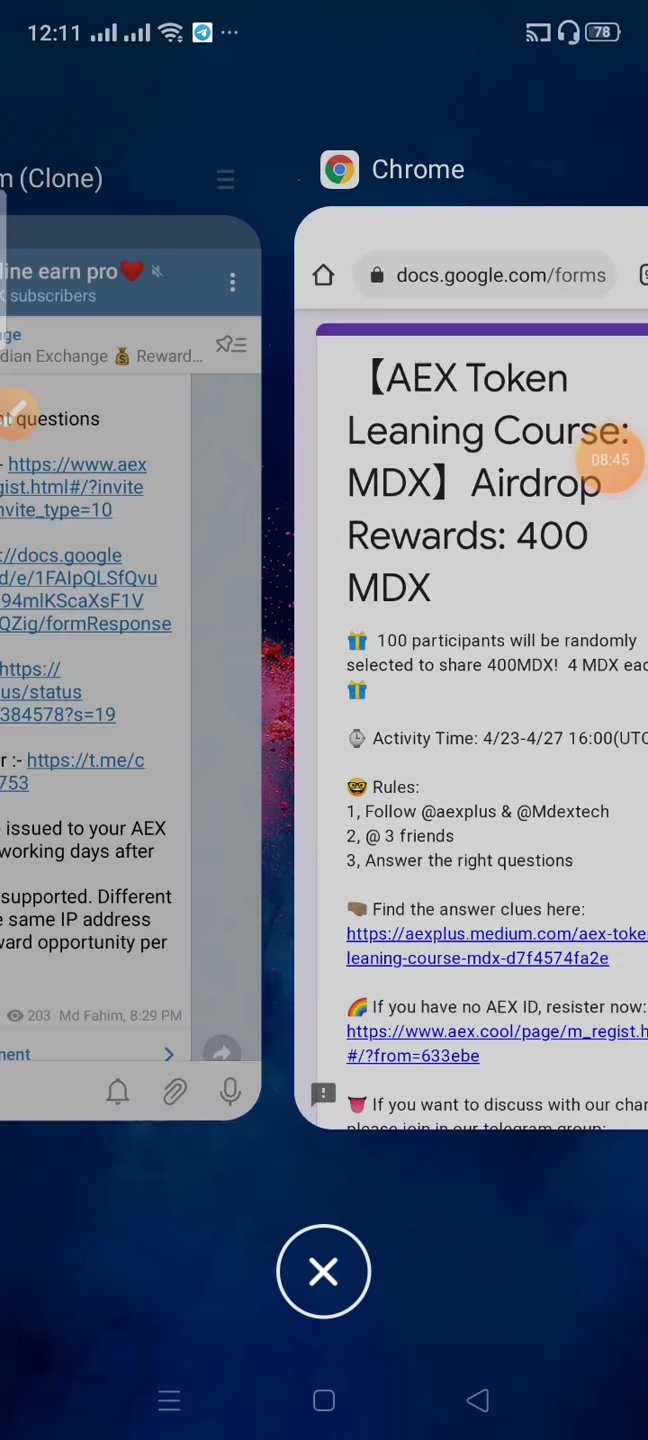 12:11
78
m (Clone)
line earn pro❤️
K subscribers
ge
dian Exchange 💰 Reward...
nt questions
- https://www.aex
gist.html#/?invite
nvite_type=10
://docs.google
d/e/1FAIpQLSfQvu
94mlKScaXsF1V
QZig/formResponse
https://
us/status
384578?s=19
r :- https://t.me/c
753
issued to your AEX
working days after
supported. Different
e same IP address
ward opportunity per
203 Md Fahim, 8:29 PM
nent
Chrome
docs.google.com/forms
【AEX Token
Leaning Course:
MDX】Airdrop
Rewards: 400
MDX
08:45
🎁 100 participants will be randomly
selected to share 400MDX! 4 MDX eac
🎁
⌚ Activity Time: 4/23-4/27 16:00(UTC
🤓 Rules:
1, Follow @aexplus & @Mdextech
2, @ 3 friends
3, Answer the right questions
🤜🏽 Find the answer clues here:
https://aexplus.medium.com/aex-toke
leaning-course-mdx-d7f4574fa2e
🌈 If you have no AEX ID, resister now:
https://www.aex.cool/page/m_regist.h
#/?from=633ebe
👅 If you want to discuss with our char
please join in our telegram group: